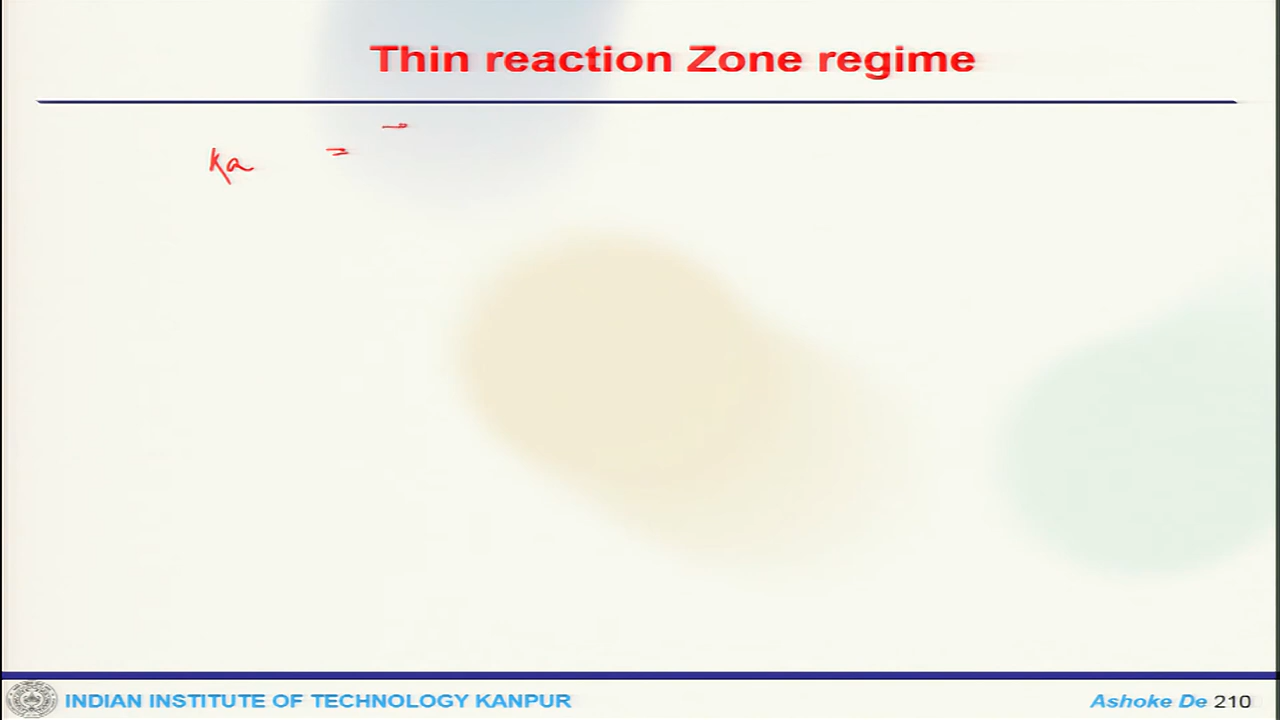 Thin reaction Zone regime
Ka =
INDIAN INSTITUTE OF TECHNOLOGY KANPUR
Ashoke De 210